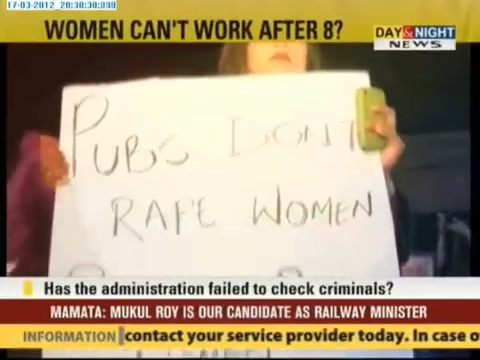 17-03-2012 20:30:30:890
WOMEN CAN'T WORK AFTER 8?
DAY & NIGHT
NEWS
PUBS DON'T
RAPE WOMEN
Has the administration failed to check criminals?
MAMATA: MUKUL ROY IS OUR CANDIDATE AS RAILWAY MINISTER
INFORMATION contact your service provider today. In case o